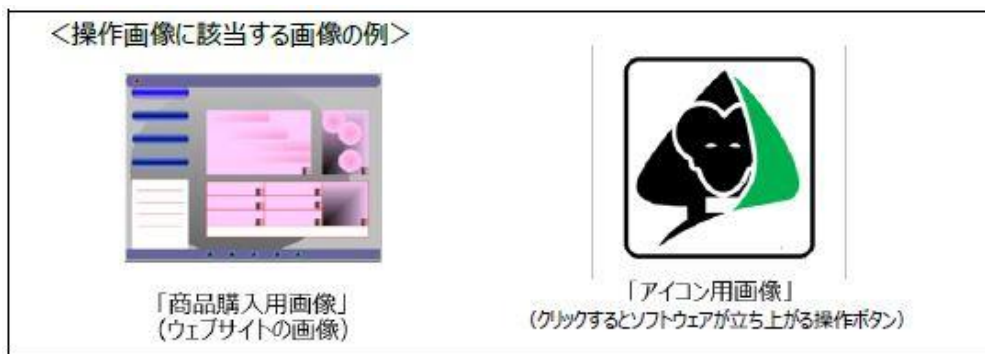 ＜操作画像に該当する画像の例＞
「商品購入用画像」
（ウェブサイトの画像）
「アイコン用画像」
（クリックするとソフトウェアが立ち上がる操作ボタン）